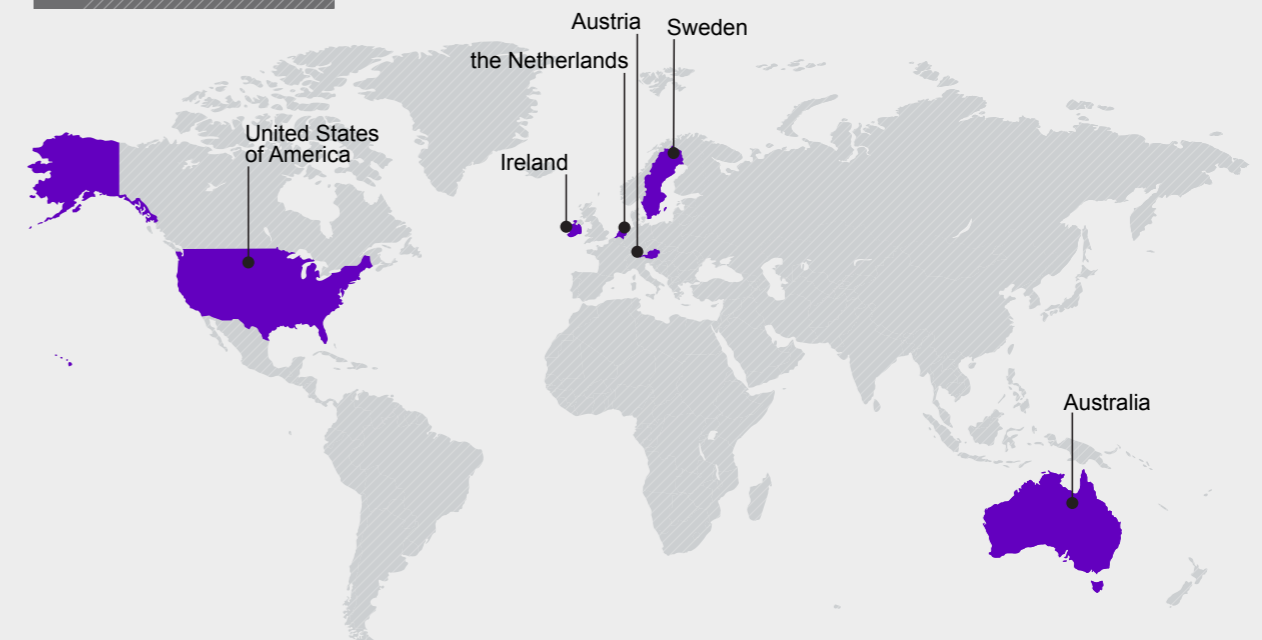 Austria
Sweden
the Netherlands
United States
of America
Ireland
Australia